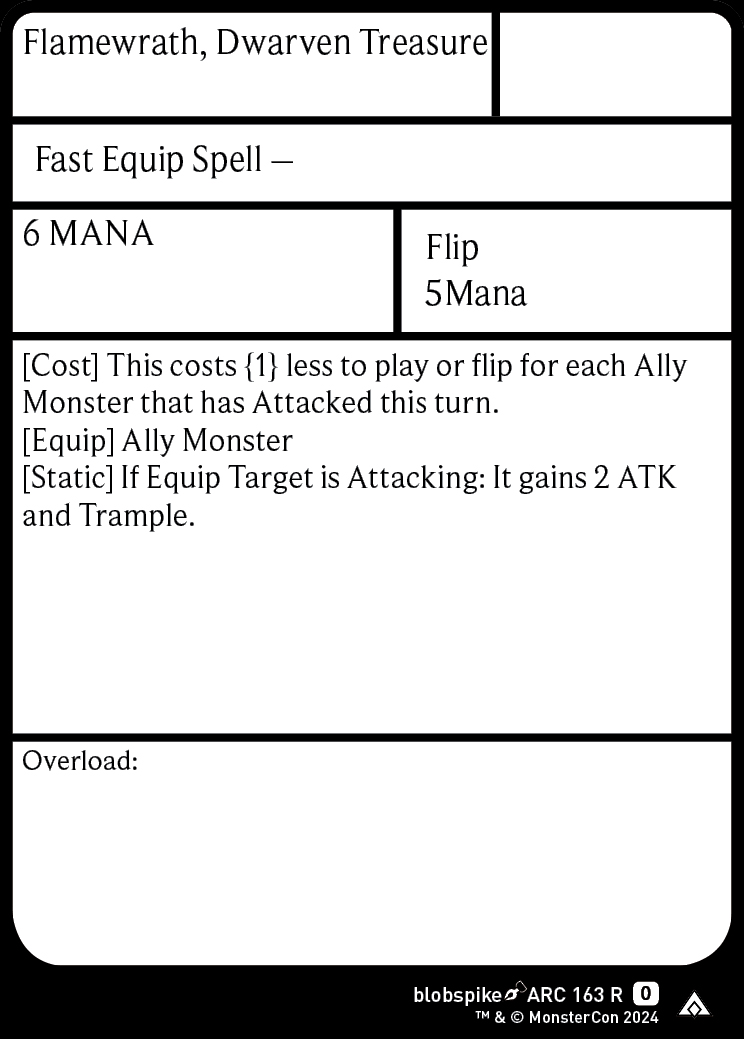 Flamewrath, Dwarven Treasure
Fast Equip Spell —
6 MANA
Flip
5Mana
[Cost] This costs {1} less to play or flip for each Ally
Monster that has Attacked this turn.
[Equip] Ally Monster
[Static] If Equip Target is Attacking: It gains 2 ATK
and Trample.
Overload:
blobspike ARC 163 R 0
™ & © MonsterCon 2024